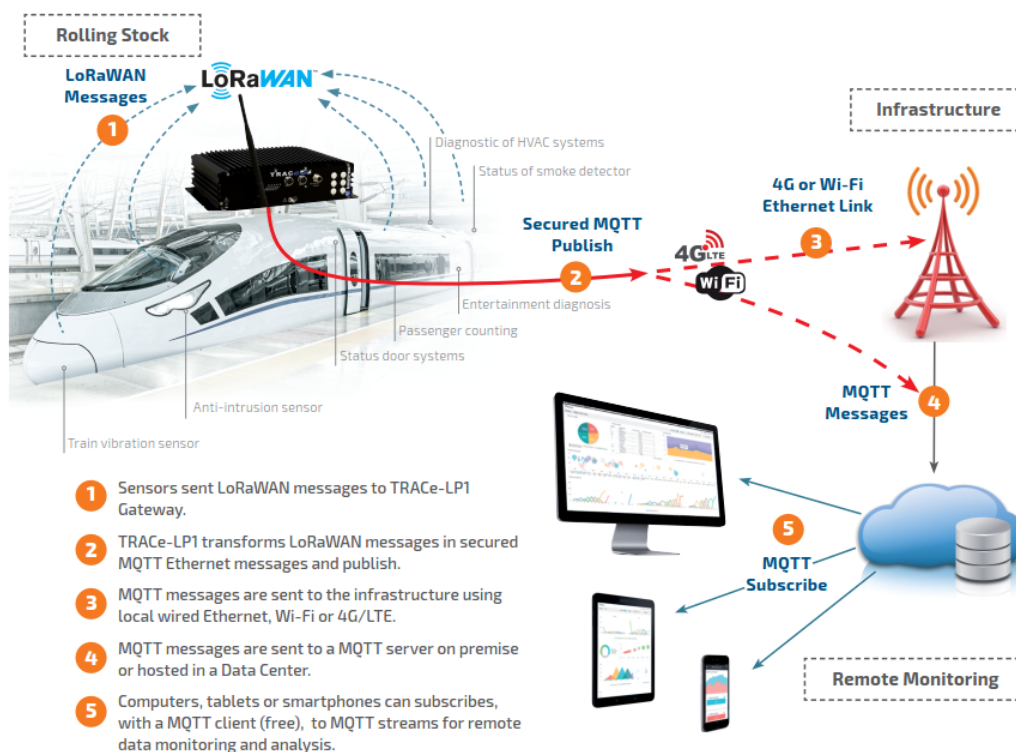 Rolling Stock
LoRaWAN
Messages
1
LoRaWAN™
Infrastructure
Diagnostic of HVAC systems
Status of smoke detector
4G or Wi-Fi
Ethernet Link
3
Secured MQTT
Publish
2
4G LTE
Wi Fi
Entertainment diagnosis
Passenger counting
Status door systems
Anti-intrusion sensor
Train vibration sensor
MQTT
Messages
4
1 Sensors sent LoRaWAN messages to TRACe-LP1
Gateway.
2 TRACe-LP1 transforms LoRaWAN messages in secured
MQTT Ethernet messages and publish.
3 MQTT messages are sent to the infrastructure using
local wired Ethernet, Wi-Fi or 4G/LTE.
4 MQTT messages are sent to a MQTT server on premise
or hosted in a Data Center.
5 Computers, tablets or smartphones can subscribes,
with a MQTT client (free), to MQTT streams for remote
data monitoring and analysis.
5
MQTT
Subscribe
Remote Monitoring